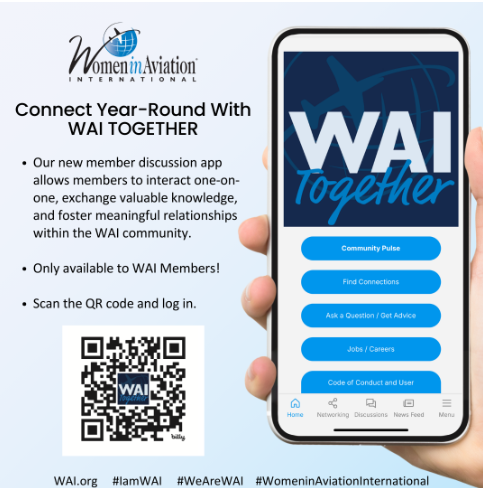 Women in Aviation
INTERNATIONAL
Connect Year-Round With
WAI TOGETHER
• Our new member discussion app
allows members to interact one-on-
one, exchange valuable knowledge,
and foster meaningful relationships
within the WAI community.
• Only available to WAI Members!
• Scan the QR code and log in.
WAI
Together
bitly
WAI
Together
Community Pulse
Find Connections
Ask a Question / Get Advice
Jobs / Careers
Code of Conduct and User
Home Networking Discussions News Feed Menu
WAI.org #IamWAI #WeAreWAI #WomeninAviationInternational